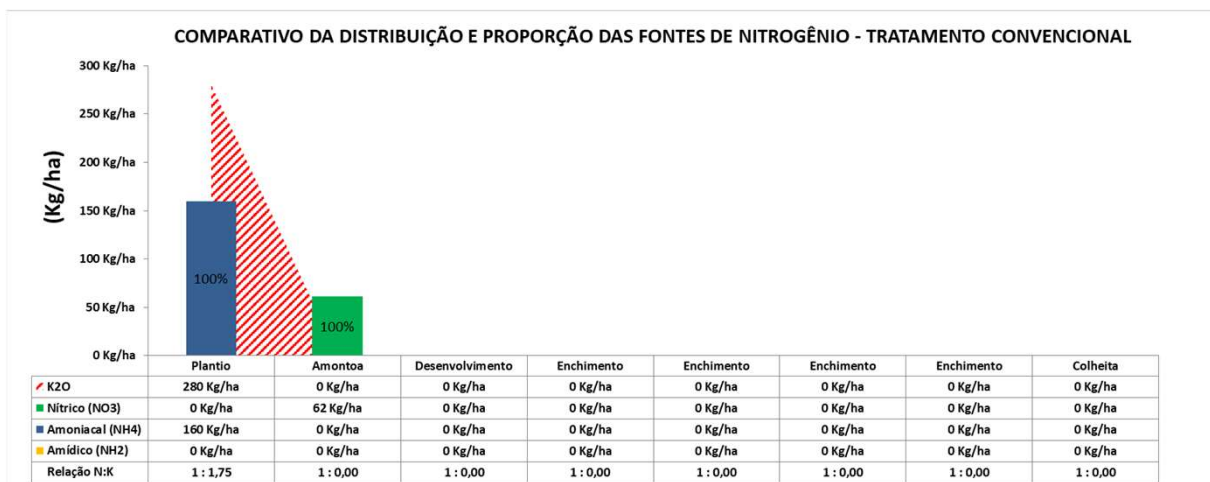 COMPARATIVO DA DISTRIBUIÇÃO E PROPORÇÃO DAS FONTES DE NITROGÊNIO - TRATAMENTO CONVENCIONAL
(Kg/ha)
300 Kg/ha
250 Kg/ha
200 Kg/ha
150 Kg/ha
100 Kg/ha
50 Kg/ha
0 Kg/ha
100%
100%
Plantio Amontoa Desenvolvimento Enchimento Enchimento Enchimento Enchimento Colheita
K2O 280 Kg/ha 0 Kg/ha 0 Kg/ha 0 Kg/ha 0 Kg/ha 0 Kg/ha 0 Kg/ha 0 Kg/ha
Nítrico (NO3) 0 Kg/ha 62 Kg/ha 0 Kg/ha 0 Kg/ha 0 Kg/ha 0 Kg/ha 0 Kg/ha 0 Kg/ha
Amoniacal (NH4) 160 Kg/ha 0 Kg/ha 0 Kg/ha 0 Kg/ha 0 Kg/ha 0 Kg/ha 0 Kg/ha 0 Kg/ha
Amídico (NH2) 0 Kg/ha 0 Kg/ha 0 Kg/ha 0 Kg/ha 0 Kg/ha 0 Kg/ha 0 Kg/ha 0 Kg/ha
Relação N:K 1 : 1,75 1 : 0,00 1 : 0,00 1 : 0,00 1 : 0,00 1 : 0,00 1 : 0,00 1 : 0,00